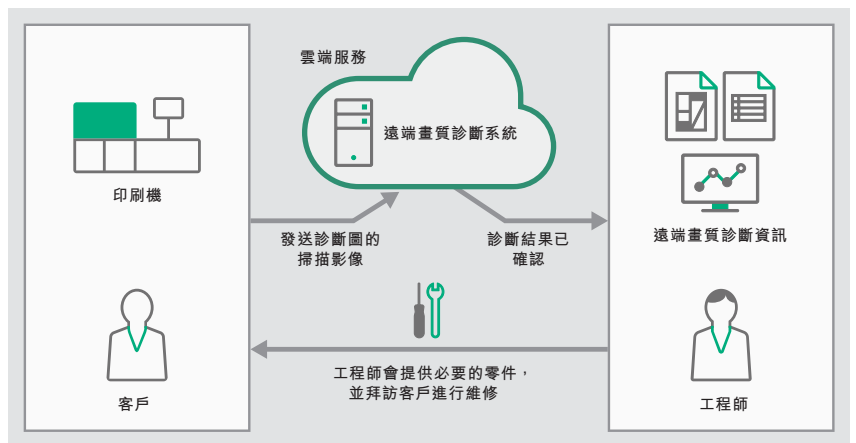 雲端服務
遠端畫質診斷系統
印刷機
發送診斷圖的
掃描影像
診斷結果已
確認
遠端畫質診斷資訊
工程師會提供必要的零件，
並拜訪客戶進行維修
客戶
工程師